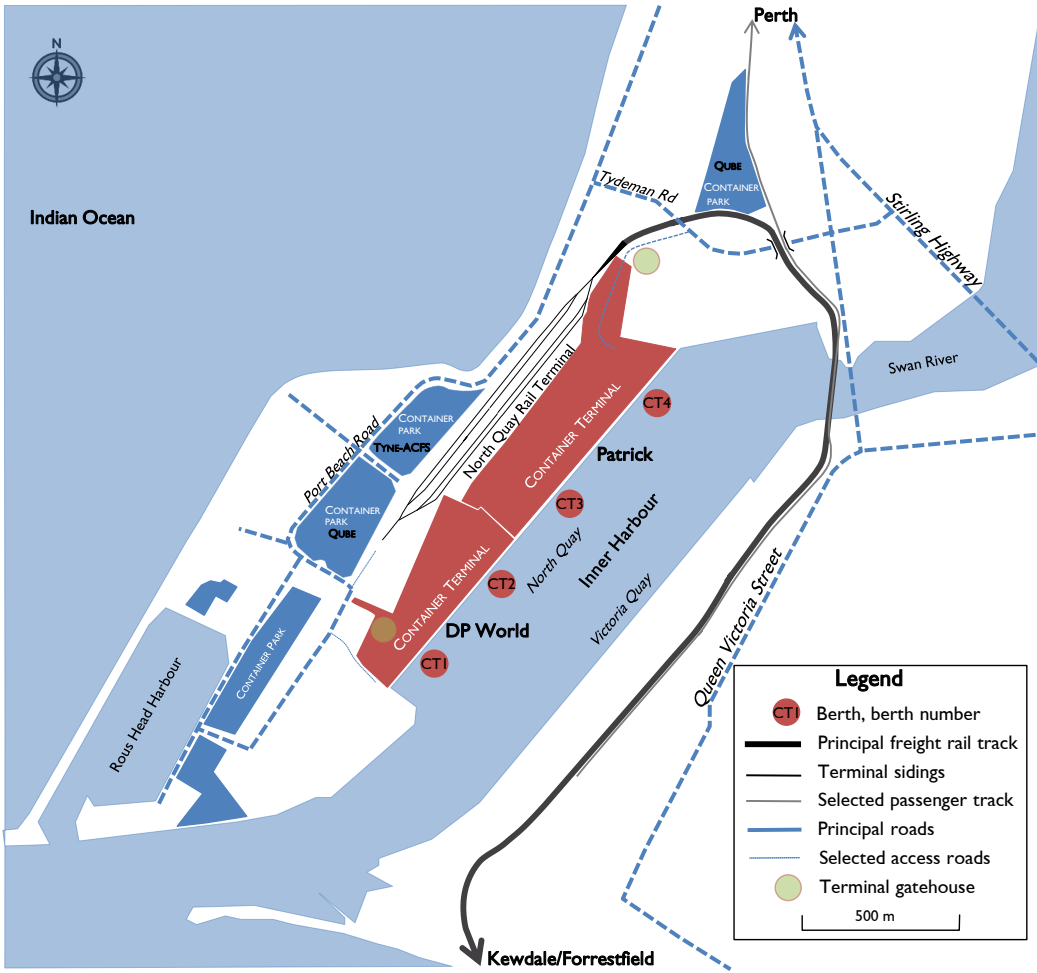 Perth
N
QUBE
CONTAINER
PARK
Tydeman Rd
Stirling Highway
Indian Ocean
Swan River
North Quay Rail Terminal
CONTAINER TERMINAL
CT4
CONTAINER
PARK
TYNE-ACFS
Port Beach Road
Patrick
CT3
CONTAINER
PARK
QUBE
North Quay
Inner Harbour
CT2
CONTAINER TERMINAL
Victoria Quay
DP World
CT1
CONTAINER PARK
Rous Head Harbour
Queen Victoria Street
Legend
CT1 Berth, berth number
Principal freight rail track
Terminal sidings
Selected passenger track
Principal roads
Selected access roads
Terminal gatehouse
500 m
Kewdale/Forrestfield